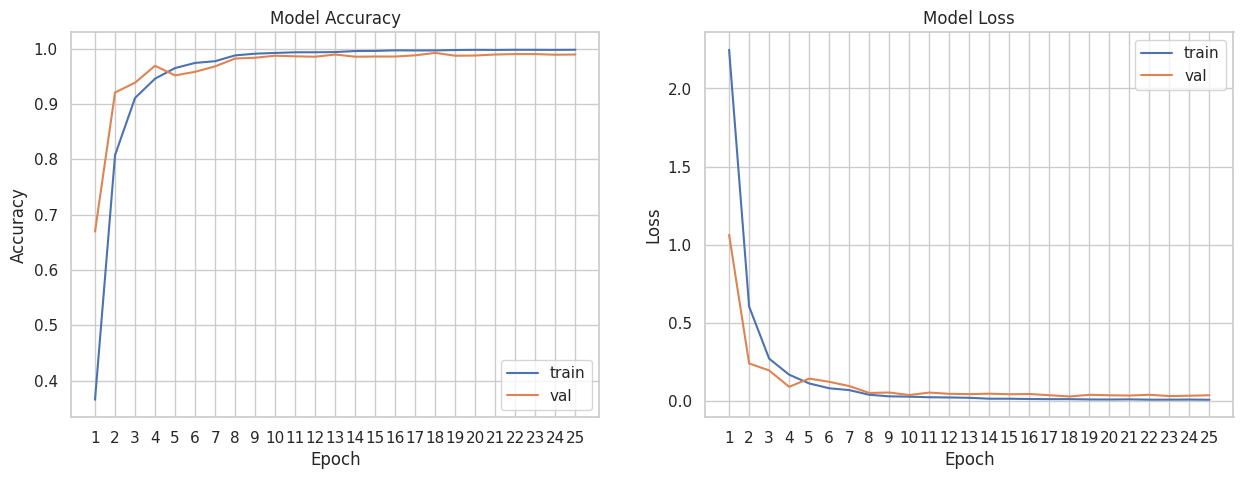 Model Accuracy
1.0
0.9
0.8
0.7
0.6
0.5
0.4
Accuracy
train
val
1 2 3 4 5 6 7 8 9 10 11 12 13 14 15 16 17 18 19 20 21 22 23 24 25
Epoch
Model Loss
2.0
1.5
1.0
0.5
0.0
Loss
train
val
1 2 3 4 5 6 7 8 9 10 11 12 13 14 15 16 17 18 19 20 21 22 23 24 25
Epoch